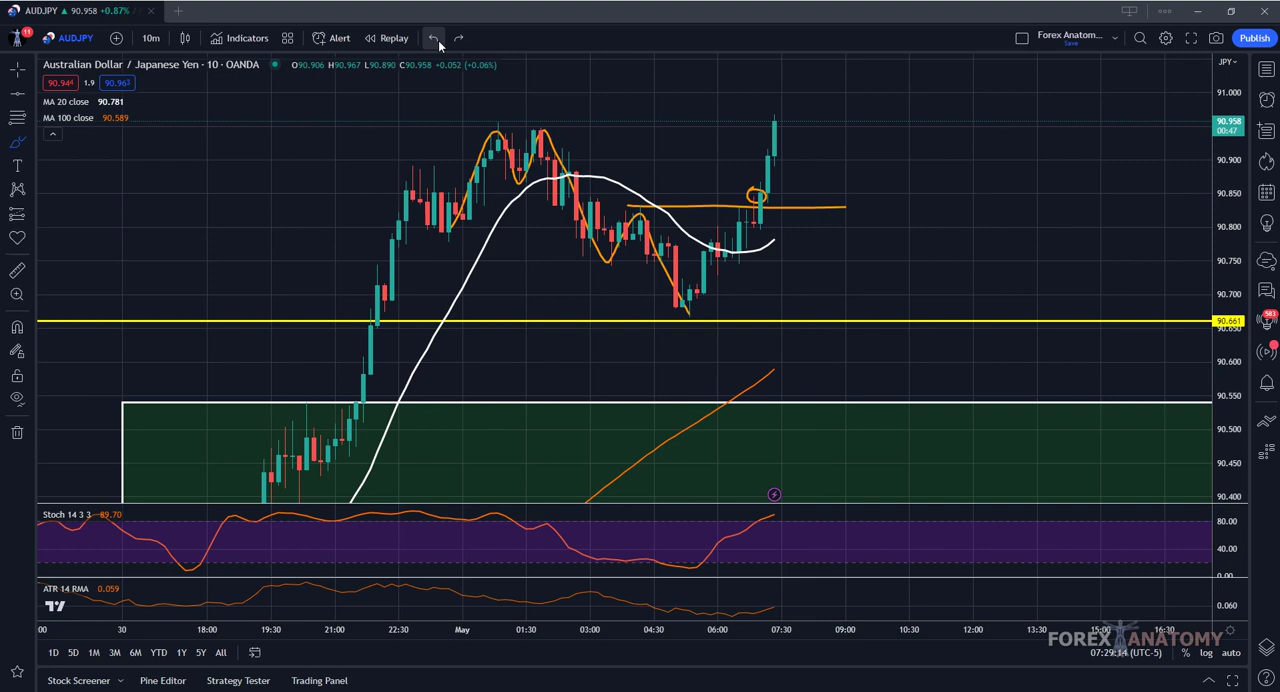 AUDJPY ▲ 90.958 +0.87%
11 AUDJPY 10m Indicators Alert Replay Forex Anatom... Save Publish
Australian Dollar / Japanese Yen · 10 · OANDA O90.906 H90.967 L90.890 C90.958 +0.052 (+0.06%) JPY
90.944 1.9 90.963
MA 20 close 90.781
MA 100 close 90.589
91.000
90.958
00:47
90.900
90.850
90.800
90.750
90.700
90.661
90.650
90.600
90.550
90.500
90.450
90.400
583
Stoch 14 3 3 89.70
80.00
40.00
0.00
ATR 14 RMA 0.059
0.060
00 30 18:00 19:30 21:00 22:30 May 01:30 03:00 04:30 06:00 07:30 09:00 10:30 12:00 13:30 15:00 16:30
FOREX ANATOMY
1D 5D 1M 3M 6M YTD 1Y 5Y All 07:29:14 (UTC-5) % log auto
Stock Screener Pine Editor Strategy Tester Trading Panel